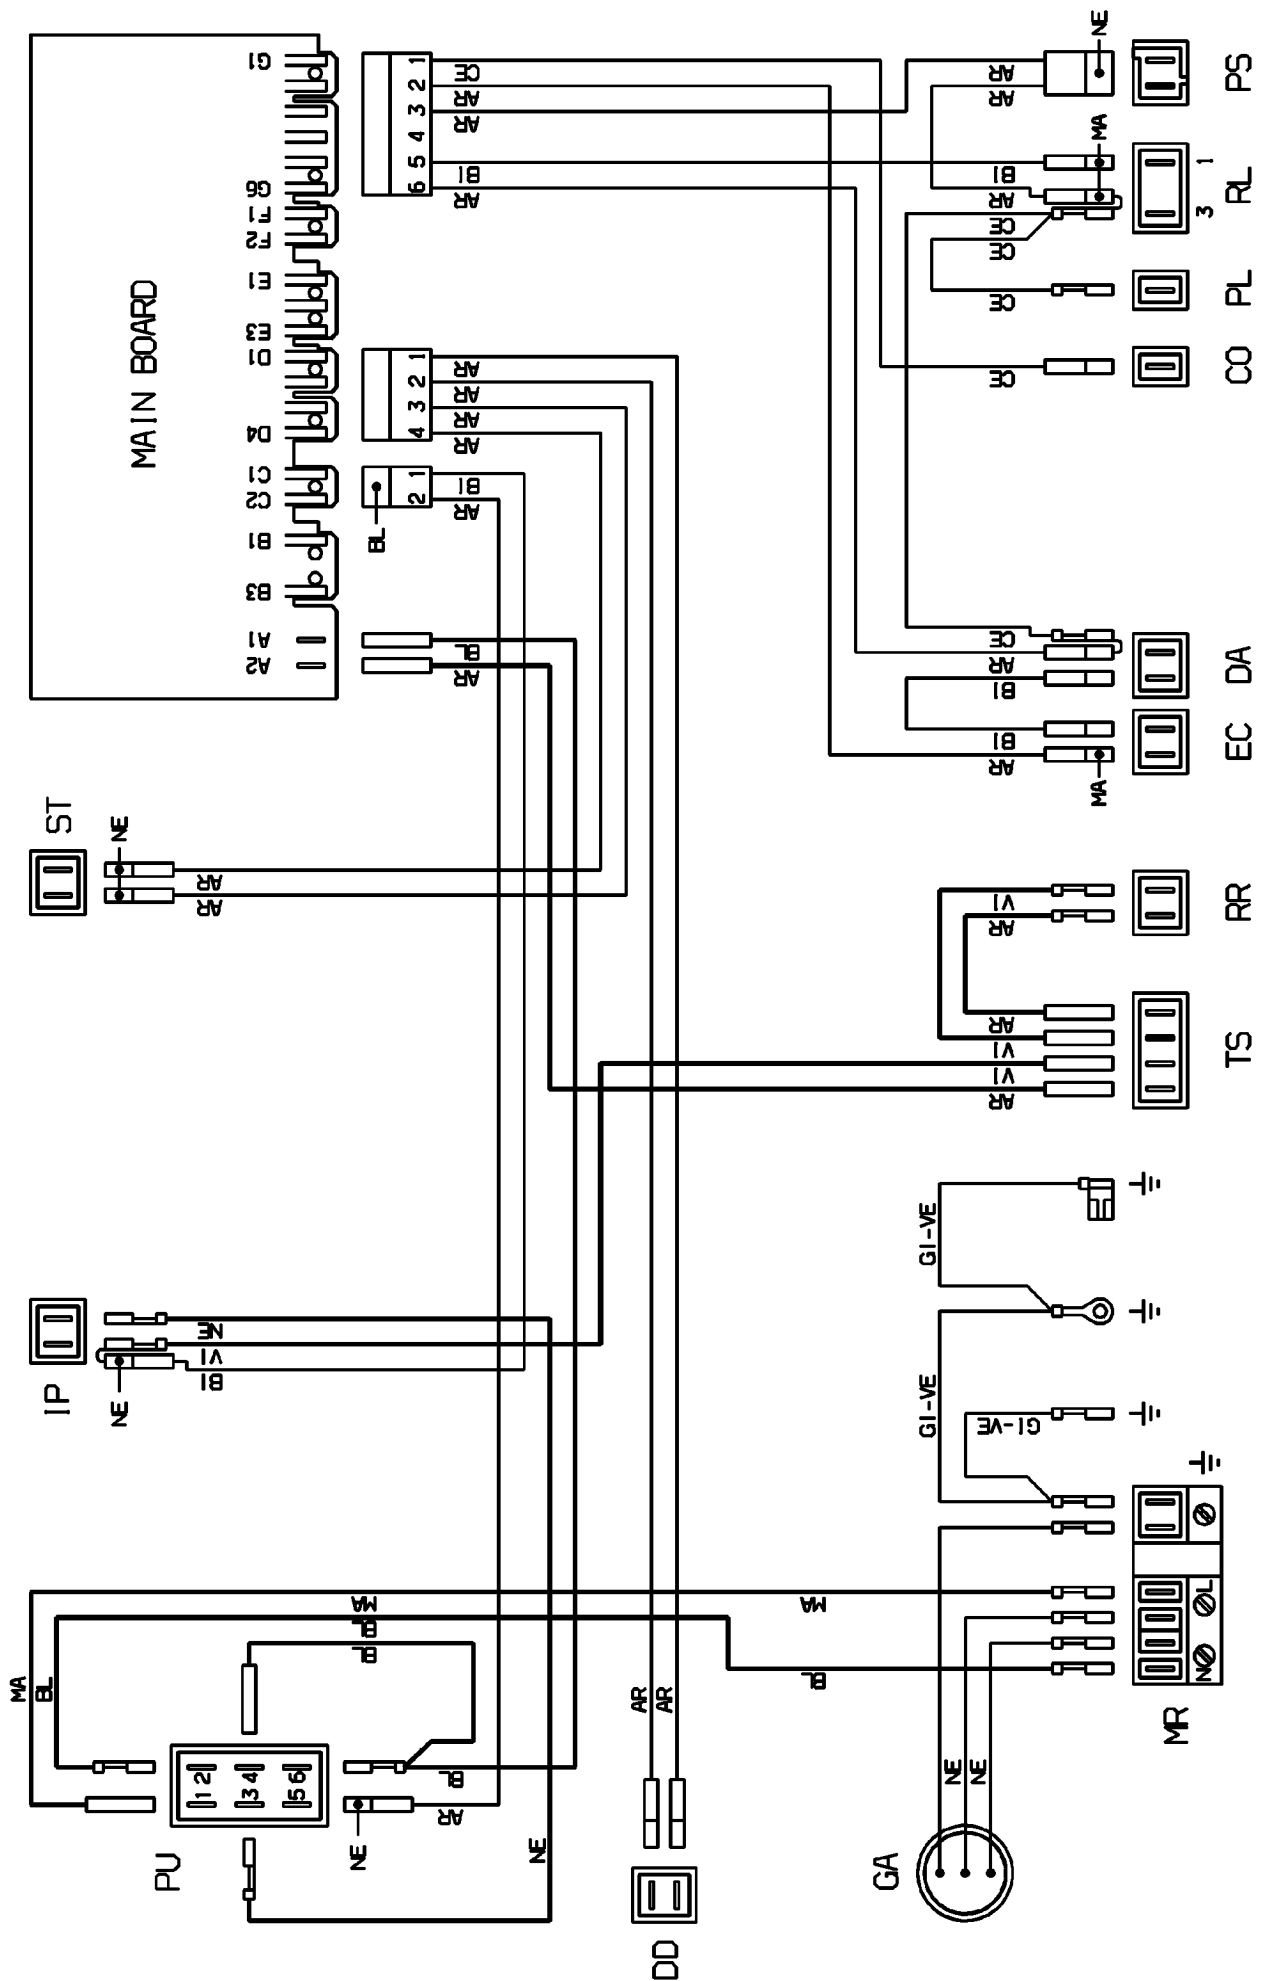 MAIN BOARD
G1
G6
F1
F2
E1
E3
D1
D4
C1
C2
B1
B3
A1
A2
1
2
3
4
5
6
CE
AR
AR
BI
AR
1
2
3
4
AR
AR
AR
AR
1
2
BI
AR
BL
BL
AR
NE
AR
AR
PS
MA
BI
AR
CE
CE
1
3
RL
CE
PL
CE
CO
CE
AR
BI
DA
BI
AR
MA
EC
VI
AR
RR
AR
VI
VI
AR
TS
ST
NE
AR
AR
IP
NE
VI
BI
NE
GI-VE
GI-VE
GI-VE
L
N
MR
MA
BL
MA
BL
BL
MA
BL
1 2
3 4
5 6
BL
AR
NE
NE
PU
AR
AR
DD
NE
NE
GA